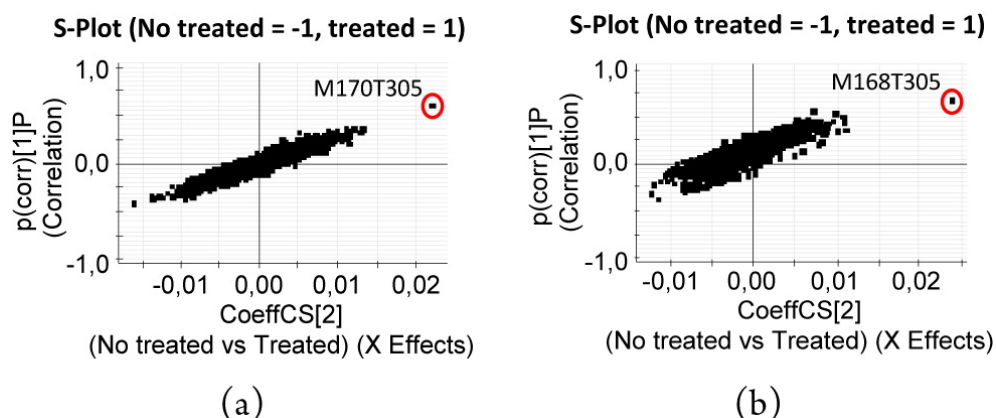 S-Plot (No treated = -1, treated = 1)
1,0
0,0
-1,0
p(corr)[1]P
(Correlation)
M170T305
-0,01
0,00
0,01
0,02
CoeffCS[2]
(No treated vs Treated) (X Effects)
(a)
S-Plot (No treated = -1, treated = 1)
1,0
0,0
-1,0
p(corr)[1]P
(Correlation)
M168T305
-0,01
0,00
0,01
0,02
CoeffCS[2]
(No treated vs Treated) (X Effects)
(b)